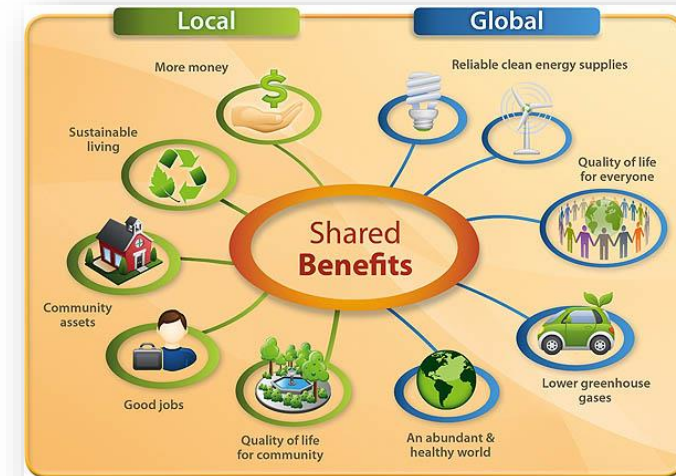 Local
Global
More money
Reliable clean energy supplies
Sustainable
living
Quality of life
for everyone
Shared
Benefits
Community
assets
Good jobs
Lower greenhouse
gases
Quality of life
for community
An abundant &
healthy world